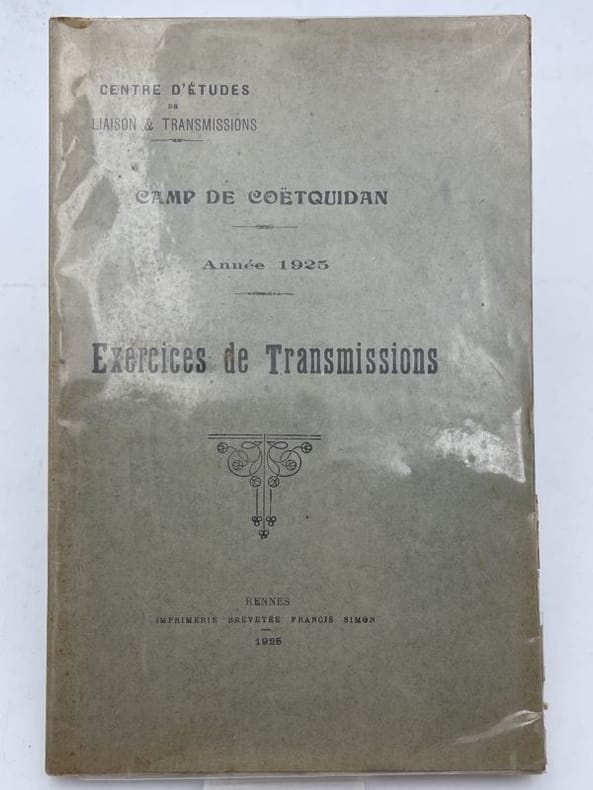 CENTRE D'ÉTUDES
DE
LIAISON & TRANSMISSIONS
CAMP DE COËTQUIDAN
Année 1925
Exercices de Transmissions
RENNES
IMPRIMERIE BREVETÉE FRANCIS SIMON
1925